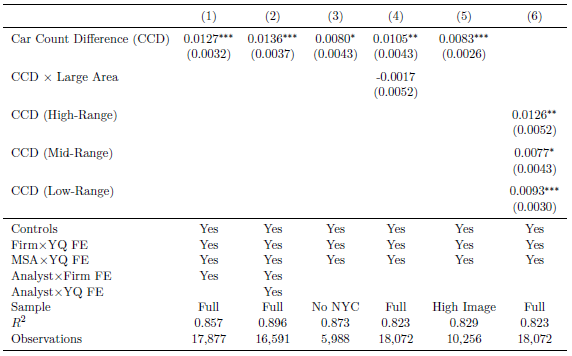 (1) (2) (3) (4) (5) (6)
Car Count Difference (CCD) 0.0127*** 0.0136*** 0.0080* 0.0105** 0.0083***
(0.0032) (0.0037) (0.0043) (0.0043) (0.0026)
CCD × Large Area -0.0017
(0.0052)
CCD (High-Range) 0.0126**
(0.0052)
CCD (Mid-Range) 0.0077*
(0.0043)
CCD (Low-Range) 0.0093***
(0.0030)
Controls Yes Yes Yes Yes Yes Yes
Firm×YQ FE Yes Yes Yes Yes Yes Yes
MSA×YQ FE Yes Yes Yes Yes Yes Yes
Analyst×Firm FE Yes Yes
Analyst×YQ FE Yes
Sample Full Full No NYC Full High Image Full
R² 0.857 0.896 0.873 0.823 0.829 0.823
Observations 17,877 16,591 5,988 18,072 10,256 18,072